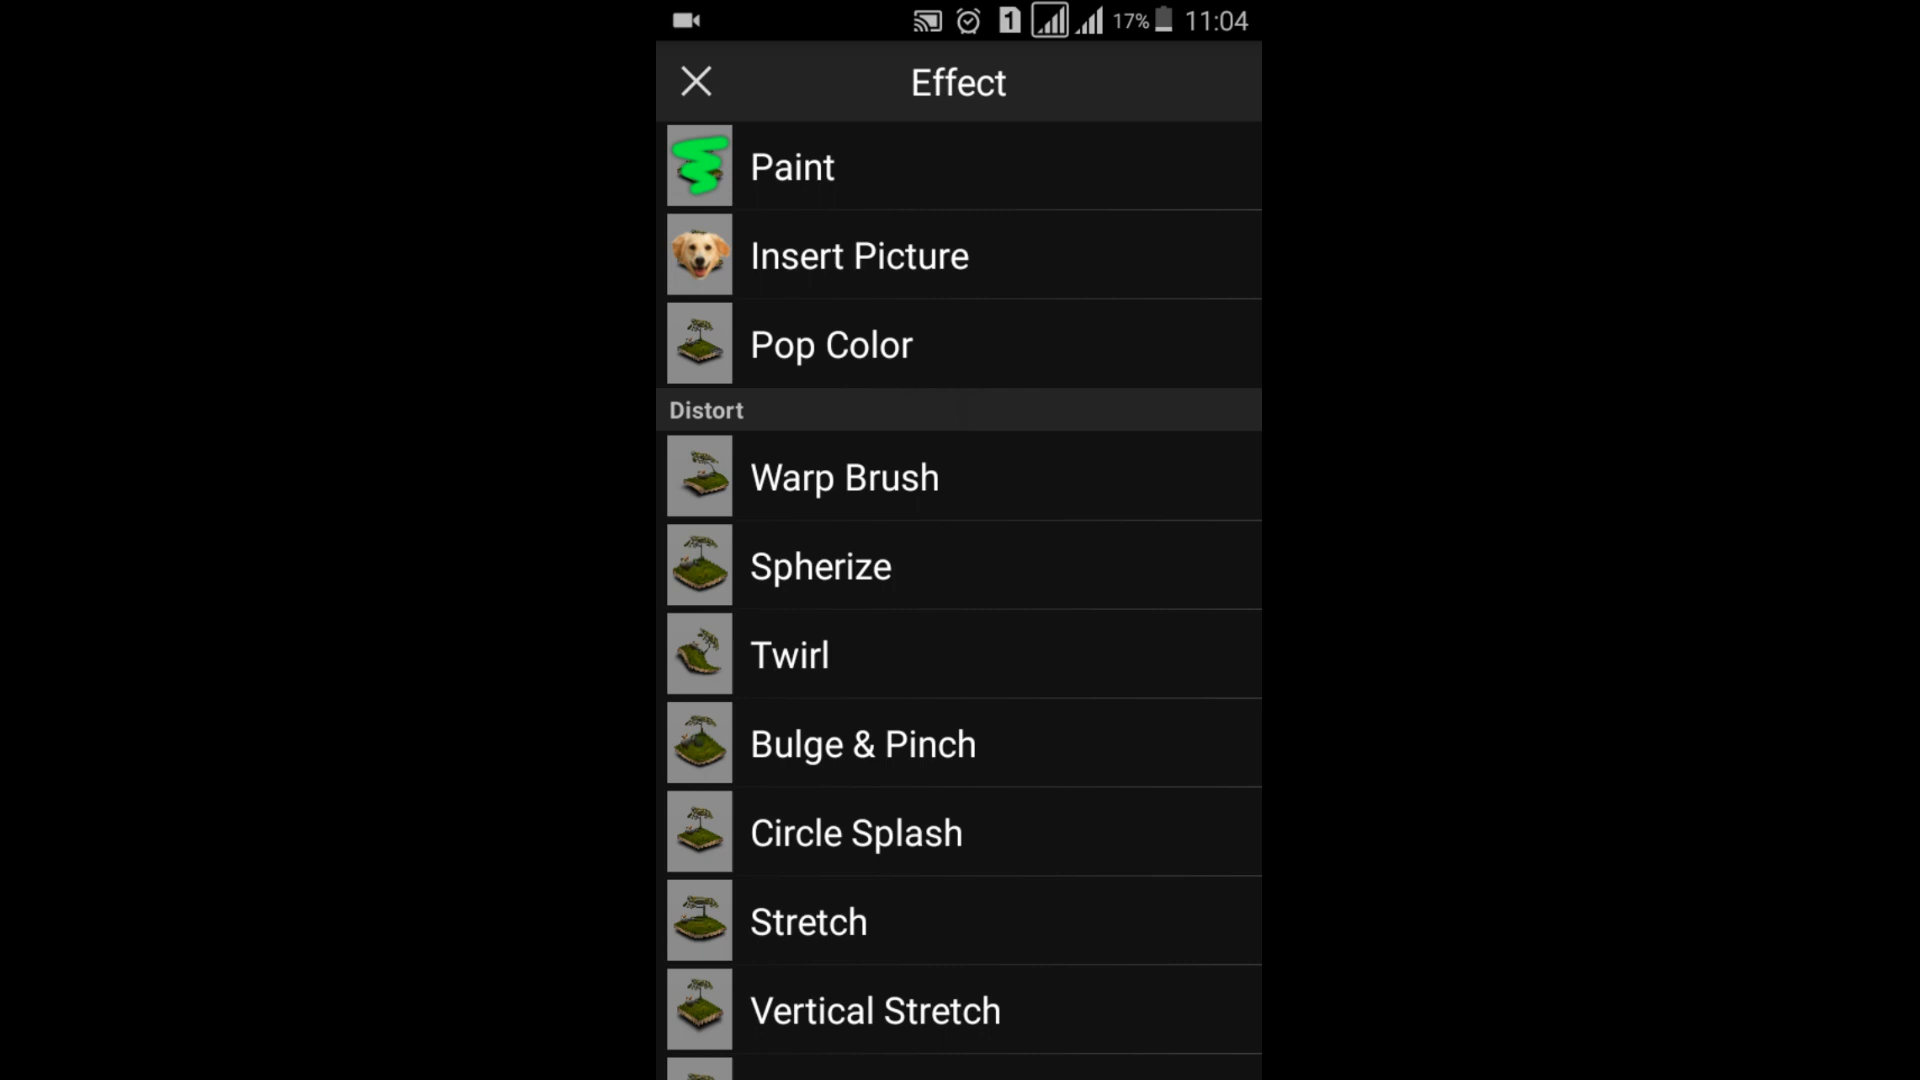 1 17% 11:04
Effect
Paint
Insert Picture
Pop Color
Distort
Warp Brush
Spherize
Twirl
Bulge & Pinch
Circle Splash
Stretch
Vertical Stretch